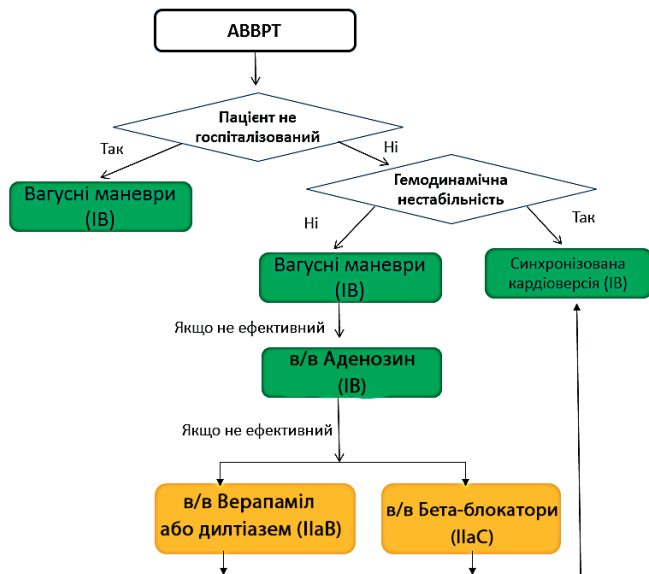 АВВРТ
Пацієнт не
госпіталізований
Так
Ні
Вагусні маневри
(IB)
Гемодинамічна
нестабільність
Ні
Так
Вагусні маневри
(IB)
Синхронізована
кардіоверсія (IB)
Якщо не ефективний
в/в Аденозин
(IB)
Якщо не ефективний
в/в Верапаміл
або дилтіазем (IIaB)
в/в Бета-блокатори
(IIaC)